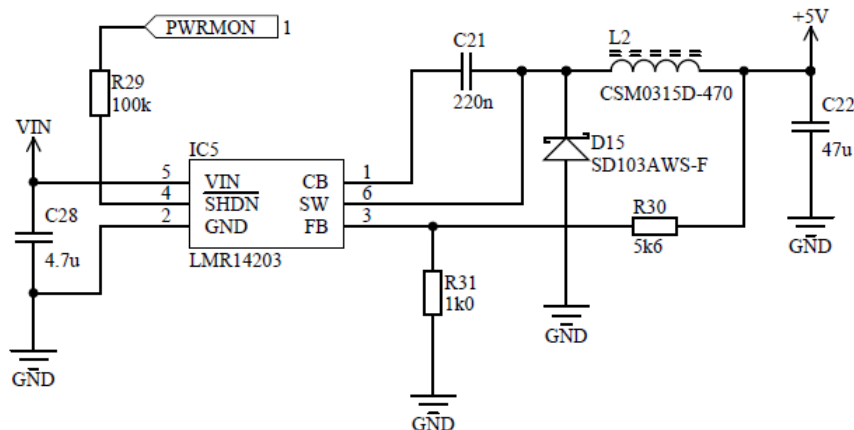 PWRMON 1
C21
220n
L2
CSM0315D-470
+5V
R29
100k
C22
47u
VIN
IC5
D15
SD103AWS-F
5 VIN CB 1
4 SHDN SW 6
2 GND FB 3
C28
4.7u
LMR14203
R30
5k6
GND
R31
1k0
GND
GND
GND